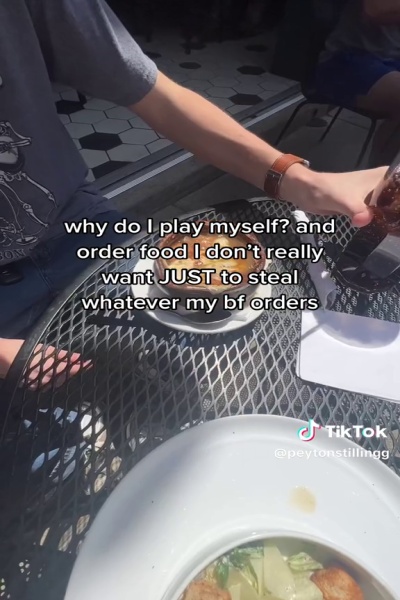 why do I play myself? and
order food I don't really
want JUST to steal
whatever my bf orders
TikTok
@peytonstillingg